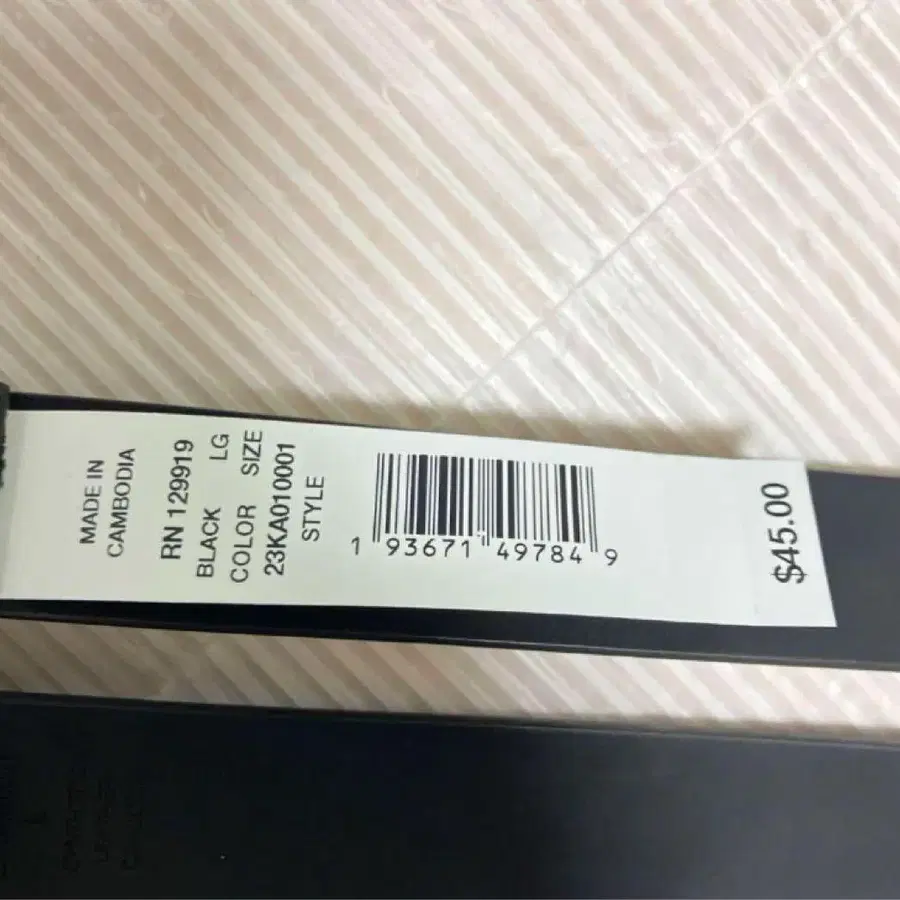 MADE IN
CAMBODIA
RN 129919
BLACK LG
COLOR SIZE
23KA010001
STYLE
1 93671 49784 9
$45.00